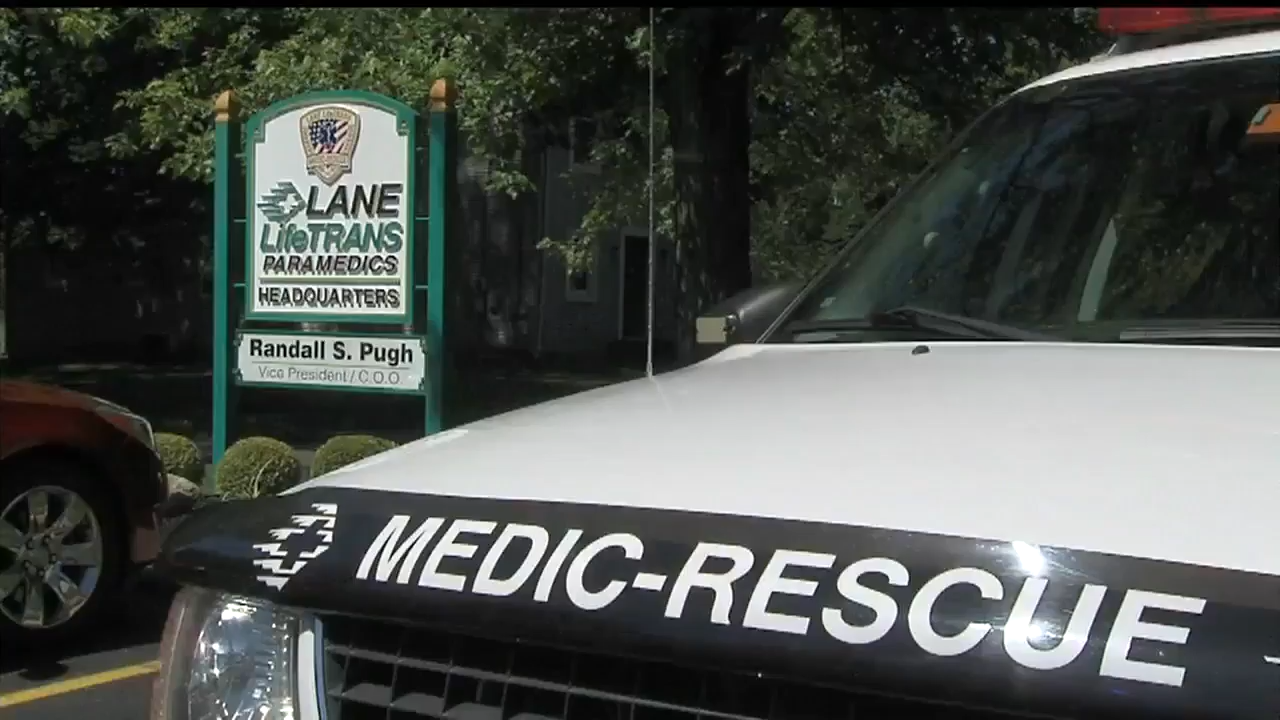 LANE
LifeTRANS
PARAMEDICS
HEADQUARTERS
Randall S. Pugh
Vice President / C.O.O.
MEDIC-RESCUE